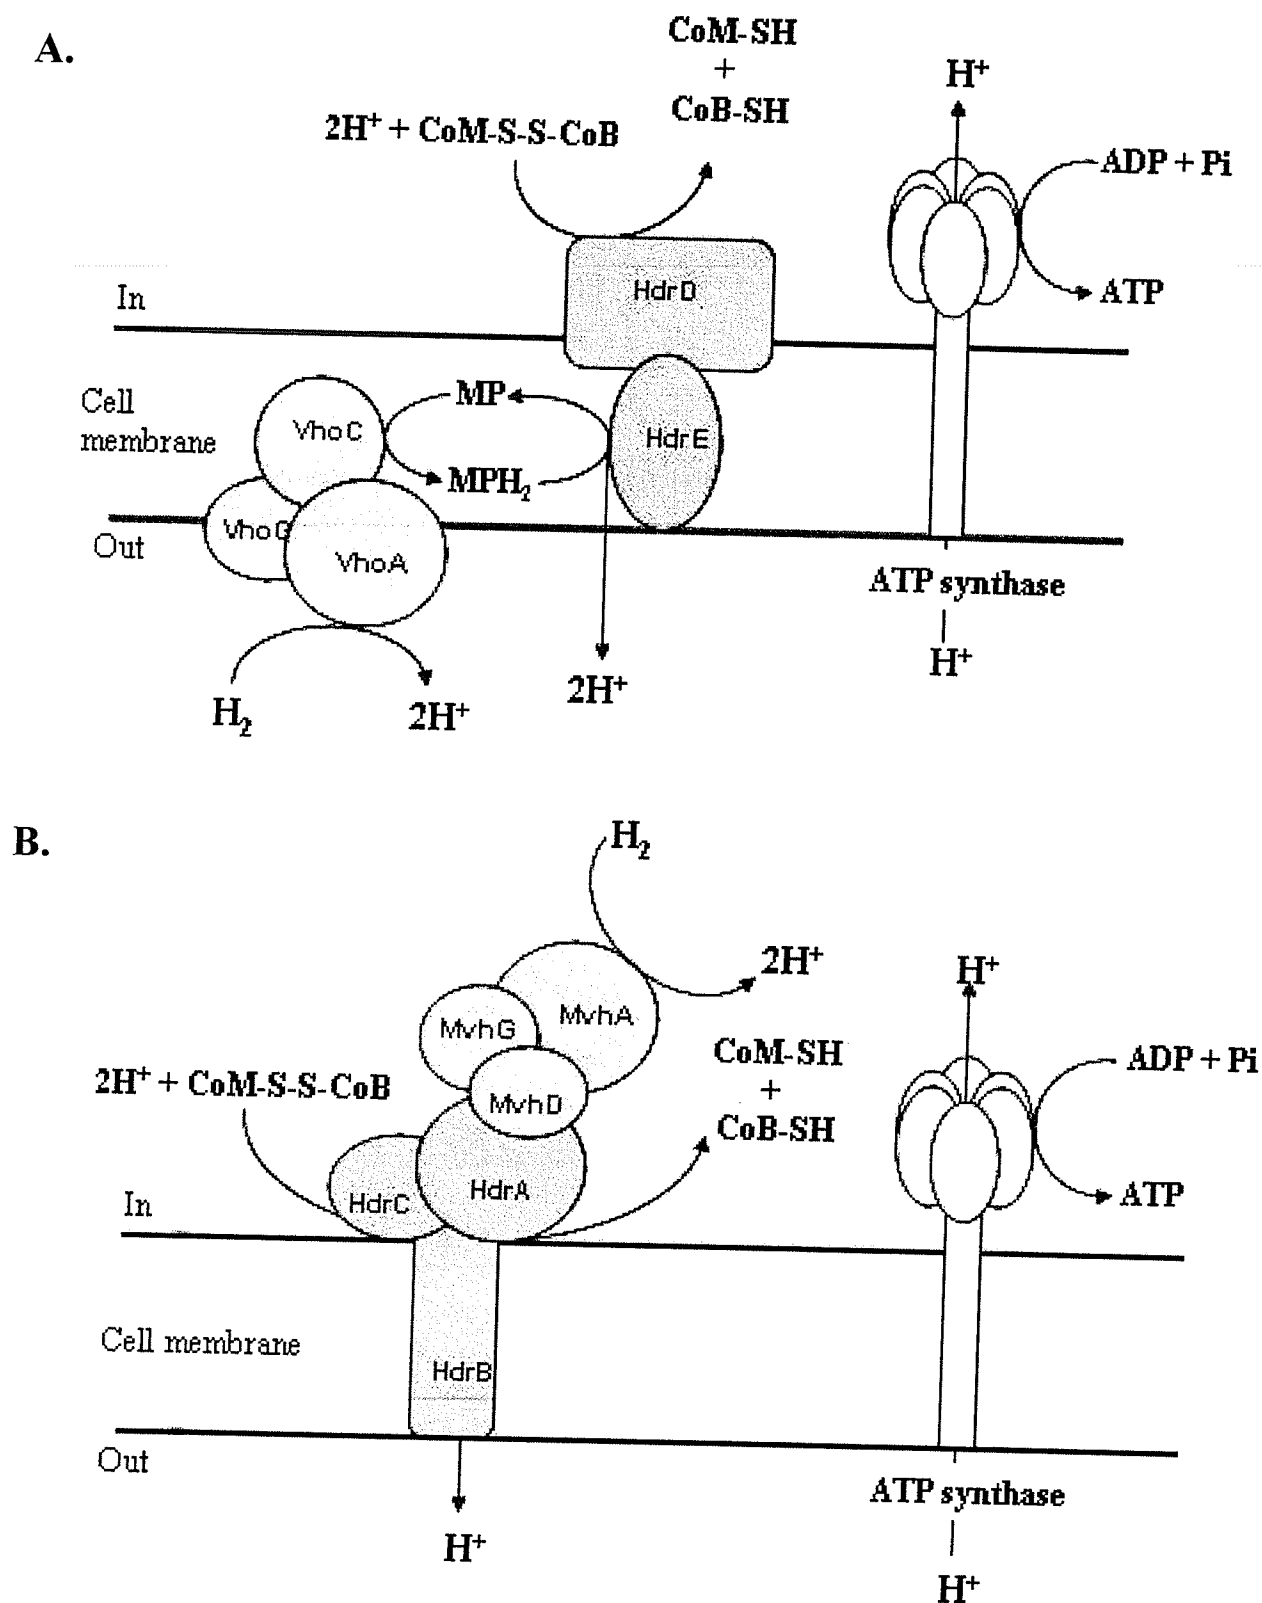 A.
CoM-SH
+
CoB-SH
2H⁺ + CoM-S-S-CoB
H⁺
ADP + Pi
ATP
HdrD
In
Cell
membrane
MP
VhoC
HdrE
MPH₂
VhoG
Out
VhoA
ATP synthase
H⁺
2H⁺
H₂
2H⁺
B.
H₂
2H⁺
H⁺
MvhG
MvhA
CoM-SH
+
CoB-SH
ADP + Pi
2H⁺ + CoM-S-S-CoB
MvhD
HdrC
HdrA
ATP
In
Cell membrane
HdrB
Out
ATP synthase
H⁺
H⁺